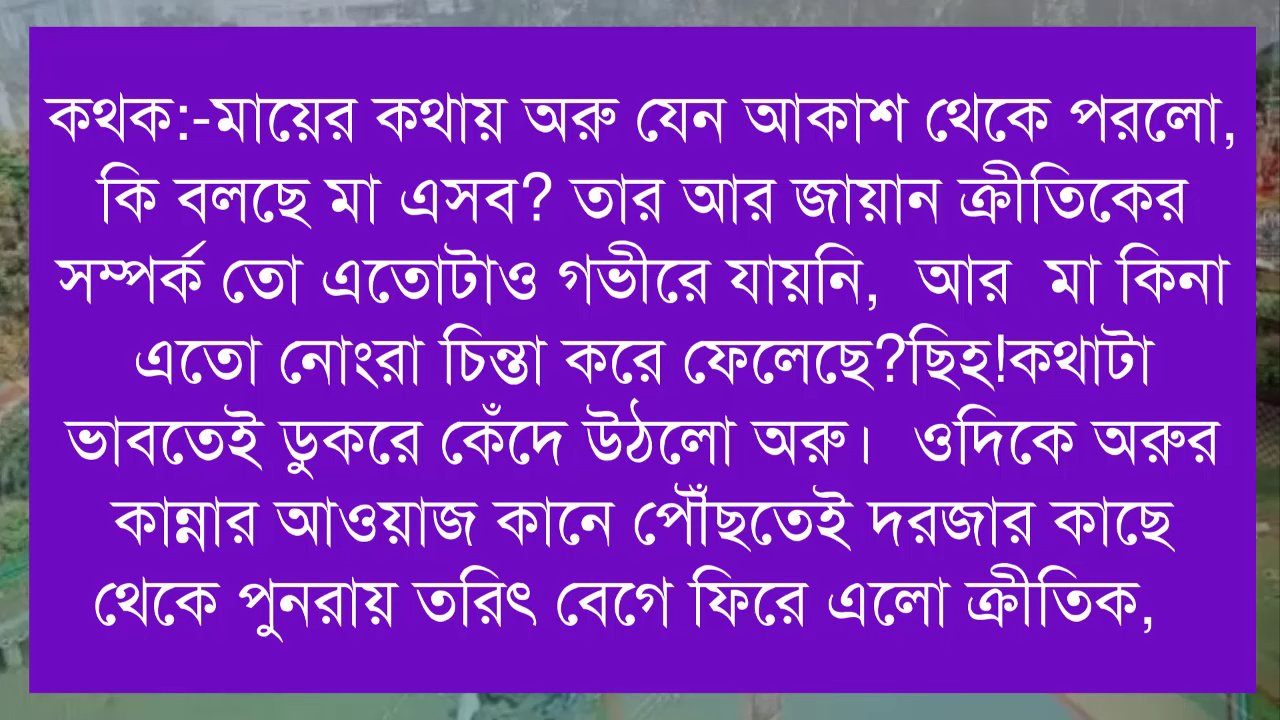 কথক:-মায়ের কথায় অরু যেন আকাশ থেকে পরলো,
কি বলছে মা এসব? তার আর জায়ান ক্রীতিকের
সম্পর্ক তো এতোটাও গভীরে যায়নি, আর মা কিনা
এতো নোংরা চিন্তা করে ফেলেছে?ছিহ!কথাটা
ভাবতেই ডুকরে কেঁদে উঠলো অরু। ওদিকে অরুর
কান্নার আওয়াজ কানে পৌঁছতেই দরজার কাছে
থেকে পুনরায় তরিৎ বেগে ফিরে এলো ক্রীতিক,